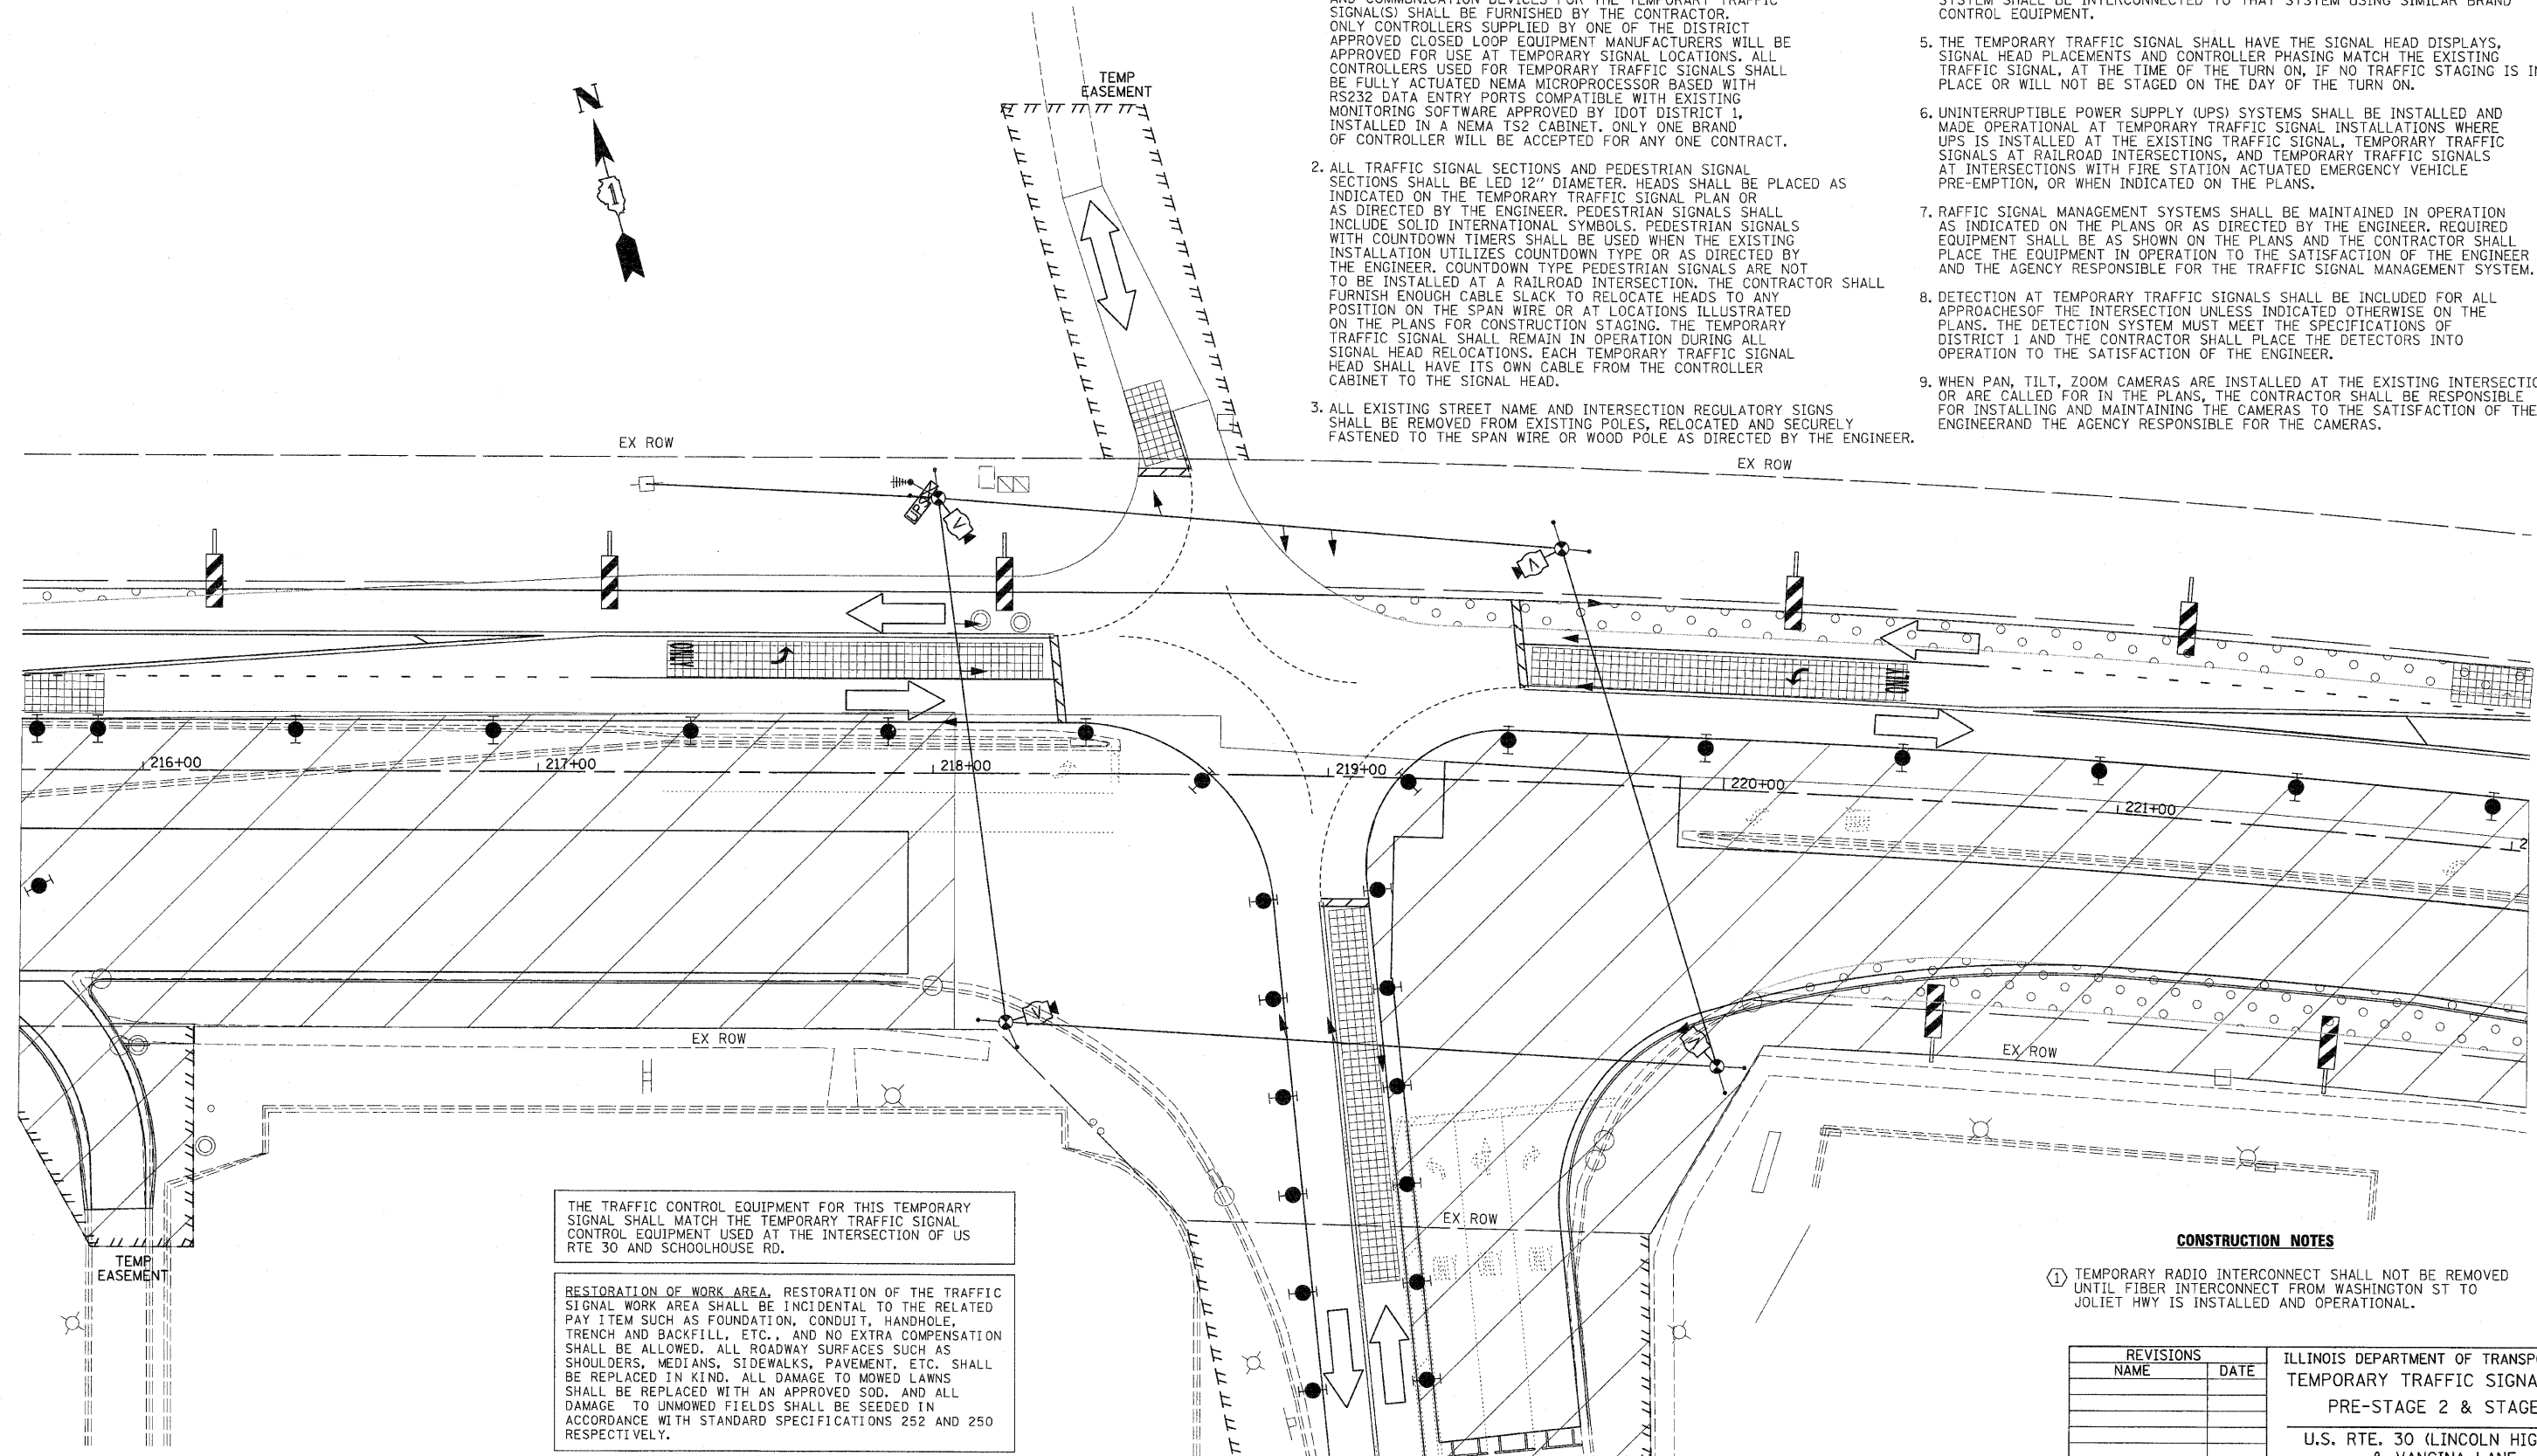 AND COMMUNICATION DEVICES FOR THE TEMPORARY TRAFFIC
SIGNAL(S) SHALL BE FURNISHED BY THE CONTRACTOR.
ONLY CONTROLLERS SUPPLIED BY ONE OF THE DISTRICT
APPROVED CLOSED LOOP EQUIPMENT MANUFACTURERS WILL BE
APPROVED FOR USE AT TEMPORARY SIGNAL LOCATIONS. ALL
CONTROLLERS USED FOR TEMPORARY TRAFFIC SIGNALS SHALL
BE FULLY ACTUATED NEMA MICROPROCESSOR BASED WITH
RS232 DATA ENTRY PORTS COMPATIBLE WITH EXISTING
MONITORING SOFTWARE APPROVED BY IDOT DISTRICT 1,
INSTALLED IN A NEMA TS2 CABINET. ONLY ONE BRAND
OF CONTROLLER WILL BE ACCEPTED FOR ANY ONE CONTRACT.
2. ALL TRAFFIC SIGNAL SECTIONS AND PEDESTRIAN SIGNAL
SECTIONS SHALL BE LED 12" DIAMETER. HEADS SHALL BE PLACED AS
INDICATED ON THE TEMPORARY TRAFFIC SIGNAL PLAN OR
AS DIRECTED BY THE ENGINEER. PEDESTRIAN SIGNALS SHALL
INCLUDE SOLID INTERNATIONAL SYMBOLS. PEDESTRIAN SIGNALS
WITH COUNTDOWN TIMERS SHALL BE USED WHEN THE EXISTING
INSTALLATION UTILIZES COUNTDOWN TYPE OR AS DIRECTED BY
THE ENGINEER. COUNTDOWN TYPE PEDESTRIAN SIGNALS ARE NOT
TO BE INSTALLED AT A RAILROAD INTERSECTION. THE CONTRACTOR SHALL
FURNISH ENOUGH CABLE SLACK TO RELOCATE HEADS TO ANY
POSITION ON THE SPAN WIRE OR AT LOCATIONS ILLUSTRATED
ON THE PLANS FOR CONSTRUCTION STAGING. THE TEMPORARY
TRAFFIC SIGNAL SHALL REMAIN IN OPERATION DURING ALL
SIGNAL HEAD RELOCATIONS. EACH TEMPORARY TRAFFIC SIGNAL
HEAD SHALL HAVE ITS OWN CABLE FROM THE CONTROLLER
CABINET TO THE SIGNAL HEAD.
3. ALL EXISTING STREET NAME AND INTERSECTION REGULATORY SIGNS
SHALL BE REMOVED FROM EXISTING POLES, RELOCATED AND SECURELY
FASTENED TO THE SPAN WIRE OR WOOD POLE AS DIRECTED BY THE ENGINEER.
SYSTEM SHALL BE INTERCONNECTED TO THAT SYSTEM USING SIMILAR BRAND
CONTROL EQUIPMENT.
5. THE TEMPORARY TRAFFIC SIGNAL SHALL HAVE THE SIGNAL HEAD DISPLAYS,
SIGNAL HEAD PLACEMENTS AND CONTROLLER PHASING MATCH THE EXISTING
TRAFFIC SIGNAL, AT THE TIME OF THE TURN ON, IF NO TRAFFIC STAGING IS IN
PLACE OR WILL NOT BE STAGED ON THE DAY OF THE TURN ON.
6. UNINTERRUPTIBLE POWER SUPPLY (UPS) SYSTEMS SHALL BE INSTALLED AND
MADE OPERATIONAL AT TEMPORARY TRAFFIC SIGNAL INSTALLATIONS WHERE
UPS IS INSTALLED AT THE EXISTING TRAFFIC SIGNAL, TEMPORARY TRAFFIC
SIGNALS AT RAILROAD INTERSECTIONS, AND TEMPORARY TRAFFIC SIGNALS
AT INTERSECTIONS WITH FIRE STATION ACTUATED EMERGENCY VEHICLE
PRE-EMPTION, OR WHEN INDICATED ON THE PLANS.
7. RAFFIC SIGNAL MANAGEMENT SYSTEMS SHALL BE MAINTAINED IN OPERATION
AS INDICATED ON THE PLANS OR AS DIRECTED BY THE ENGINEER. REQUIRED
EQUIPMENT SHALL BE AS SHOWN ON THE PLANS AND THE CONTRACTOR SHALL
PLACE THE EQUIPMENT IN OPERATION TO THE SATISFACTION OF THE ENGINEER
AND THE AGENCY RESPONSIBLE FOR THE TRAFFIC SIGNAL MANAGEMENT SYSTEM.
8. DETECTION AT TEMPORARY TRAFFIC SIGNALS SHALL BE INCLUDED FOR ALL
APPROACHESOF THE INTERSECTION UNLESS INDICATED OTHERWISE ON THE
PLANS. THE DETECTION SYSTEM MUST MEET THE SPECIFICATIONS OF
DISTRICT 1 AND THE CONTRACTOR SHALL PLACE THE DETECTORS INTO
OPERATION TO THE SATISFACTION OF THE ENGINEER.
9. WHEN PAN, TILT, ZOOM CAMERAS ARE INSTALLED AT THE EXISTING INTERSECTIO
OR ARE CALLED FOR IN THE PLANS, THE CONTRACTOR SHALL BE RESPONSIBLE
FOR INSTALLING AND MAINTAINING THE CAMERAS TO THE SATISFACTION OF THE
ENGINEERAND THE AGENCY RESPONSIBLE FOR THE CAMERAS.
TEMP
EASEMENT
N
1
EX ROW
EX ROW
UPS
V
V
ONLY
ONLY
216+00
217+00
218+00
219+00
220+00
221+00
2
V
V
EX ROW
EX ROW
EX ROW
H
TEMP
EASEMENT
THE TRAFFIC CONTROL EQUIPMENT FOR THIS TEMPORARY
SIGNAL SHALL MATCH THE TEMPORARY TRAFFIC SIGNAL
CONTROL EQUIPMENT USED AT THE INTERSECTION OF US
RTE 30 AND SCHOOLHOUSE RD.
RESTORATION OF WORK AREA. RESTORATION OF THE TRAFFIC
SIGNAL WORK AREA SHALL BE INCIDENTAL TO THE RELATED
PAY ITEM SUCH AS FOUNDATION, CONDUIT, HANDHOLE,
TRENCH AND BACKFILL, ETC., AND NO EXTRA COMPENSATION
SHALL BE ALLOWED. ALL ROADWAY SURFACES SUCH AS
SHOULDERS, MEDIANS, SIDEWALKS, PAVEMENT, ETC. SHALL
BE REPLACED IN KIND. ALL DAMAGE TO MOWED LAWNS
SHALL BE REPLACED WITH AN APPROVED SOD. AND ALL
DAMAGE TO UNMOWED FIELDS SHALL BE SEEDED IN
ACCORDANCE WITH STANDARD SPECIFICATIONS 252 AND 250
RESPECTIVELY.
CONSTRUCTION NOTES
1 TEMPORARY RADIO INTERCONNECT SHALL NOT BE REMOVED
UNTIL FIBER INTERCONNECT FROM WASHINGTON ST TO
JOLIET HWY IS INSTALLED AND OPERATIONAL.
REVISIONS
NAME DATE
ILLINOIS DEPARTMENT OF TRANSPO
TEMPORARY TRAFFIC SIGNA
PRE-STAGE 2 & STAGE
U.S. RTE. 30 (LINCOLN HIG